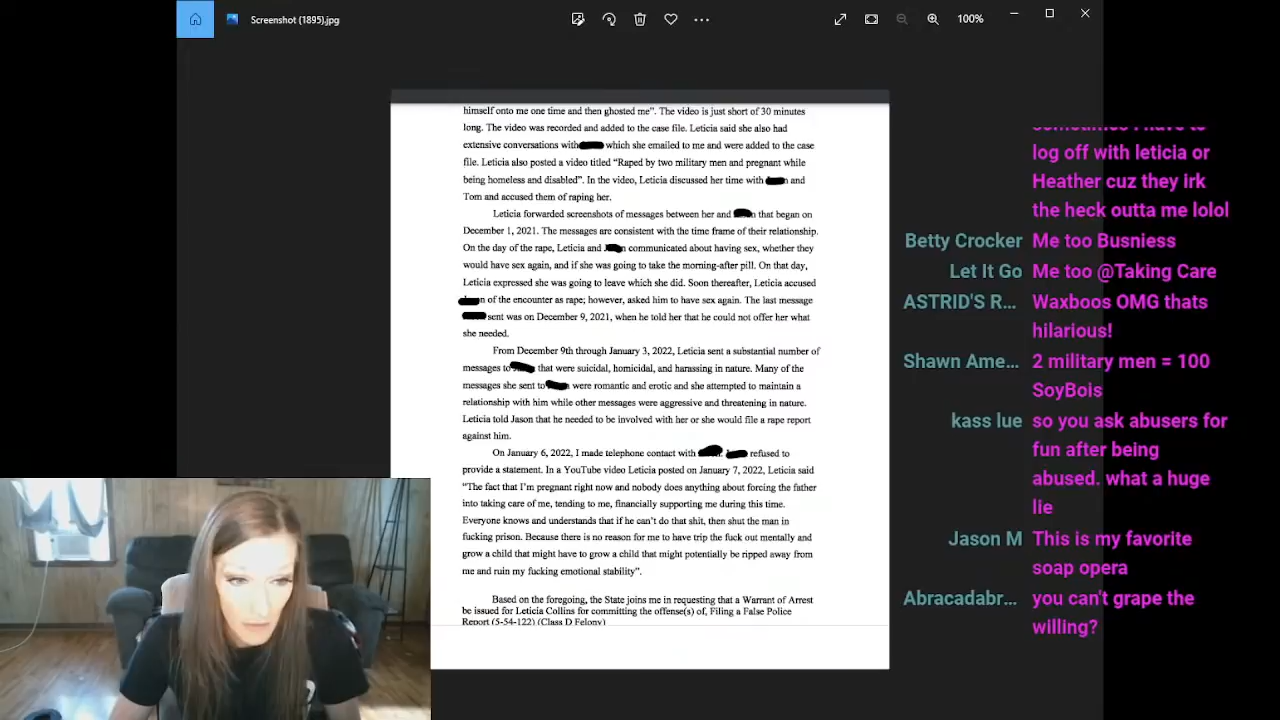 Screenshot (1895).jpg
100%
himself onto me one time and then ghosted me”. The video is just short of 30 minutes
long. The video was recorded and added to the case file. Leticia said she also had
extensive conversations with which she emailed to me and were added to the case
file. Leticia also posted a video titled “Raped by two military men and pregnant while
being homeless and disabled”. In the video, Leticia discussed her time with n and
Tom and accused them of raping her.
Leticia forwarded screenshots of messages between her and n that began on
December 1, 2021. The messages are consistent with the time frame of their relationship.
On the day of the rape, Leticia and J n communicated about having sex, whether they
would have sex again, and if she was going to take the morning-after pill. On that day,
Leticia expressed she was going to leave which she did. Soon thereafter, Leticia accused
n of the encounter as rape; however, asked him to have sex again. The last message
sent was on December 9, 2021, when he told her that he could not offer her what
she needed.
From December 9th through January 3, 2022, Leticia sent a substantial number of
messages to that were suicidal, homicidal, and harassing in nature. Many of the
messages she sent to were romantic and erotic and she attempted to maintain a
relationship with him while other messages were aggressive and threatening in nature.
Leticia told Jason that he needed to be involved with her or she would file a rape report
against him.
On January 6, 2022, I made telephone contact with refused to
provide a statement. In a YouTube video Leticia posted on January 7, 2022, Leticia said
“The fact that I’m pregnant right now and nobody does anything about forcing the father
into taking care of me, tending to me, financially supporting me during this time.
Everyone knows and understands that if he can’t do that shit, then shut the man in
fucking prison. Because there is no reason for me to have trip the fuck out mentally and
grow a child that might have to grow a child that might potentially be ripped away from
me and ruin my fucking emotional stability”.
Based on the foregoing, the State joins me in requesting that a Warrant of Arrest
be issued for Leticia Collins for committing the offense(s) of, Filing a False Police
Report (5-54-122) (Class D Felony)
sometimes I have to
log off with leticia or
Heather cuz they irk
the heck outta me lolol
Betty Crocker Me too Busniess
Let It Go Me too @Taking Care
ASTRID'S R... Waxboos OMG thats
hilarious!
Shawn Ame... 2 military men = 100
SoyBois
kass lue so you ask abusers for
fun after being
abused. what a huge
lie
Jason M This is my favorite
soap opera
Abracadabr... you can't grape the
willing?